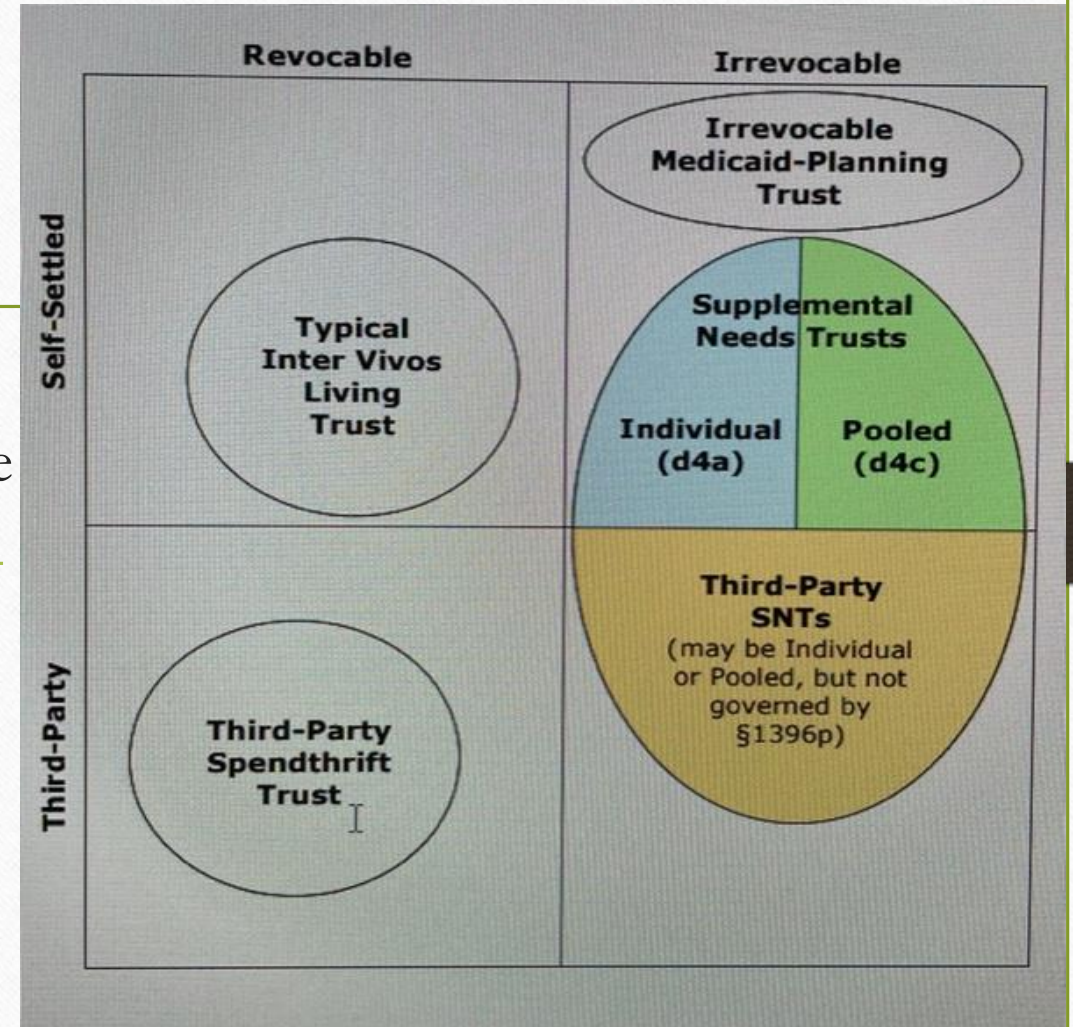 Revocable
Irrevocable
Self-Settled
Irrevocable
Medicaid-Planning
Trust
Typical
Inter Vivos
Living
Trust
Supplemental
Needs Trusts
Individual
(d4a)
Pooled
(d4c)
e
Third-Party
Third-Party
Spendthrift
Trust
Third-Party
SNTs
(may be Individual
or Pooled, but not
governed by
§1396p)